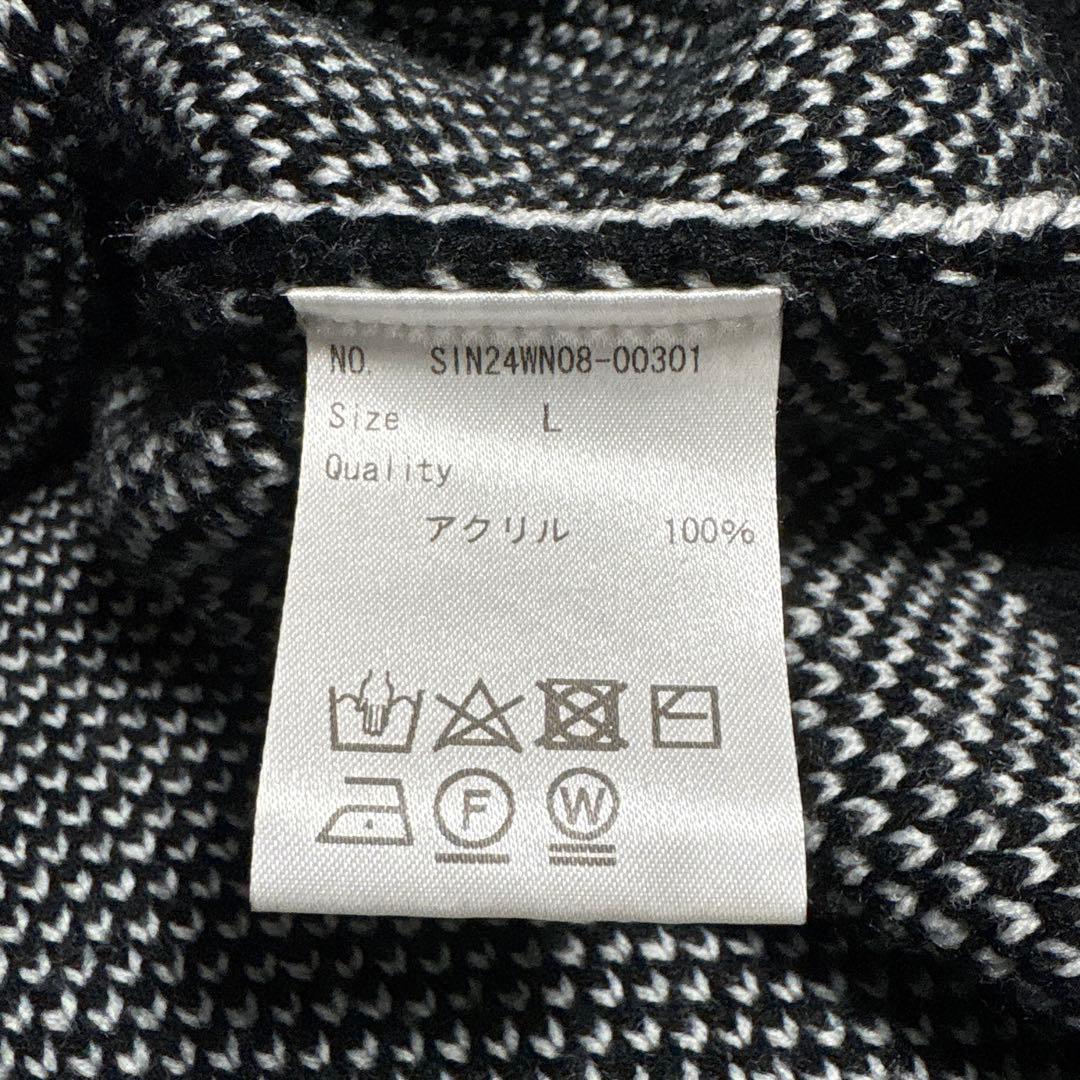 NO. SIN24WN08-00301
Size L
Quality
アクリル 100%
F W